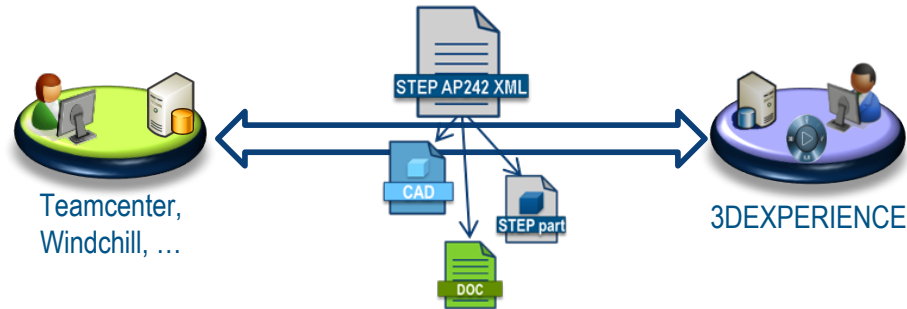 STEP AP242 XML
CAD
STEP part
DOC
Teamcenter,
Windchill, …
3DEXPERIENCE